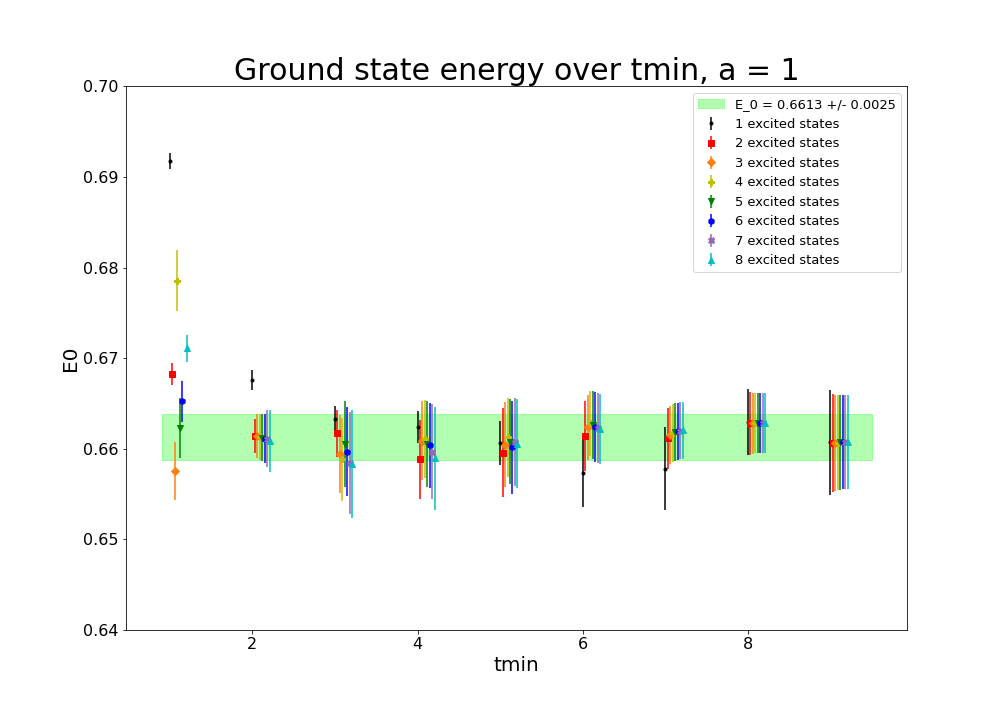 Ground state energy over tmin, a = 1
E0
0.70
0.69
0.68
0.67
0.66
0.65
0.64
2
4
6
8
tmin
E_0 = 0.6613 +/- 0.0025
1 excited states
2 excited states
3 excited states
4 excited states
5 excited states
6 excited states
7 excited states
8 excited states